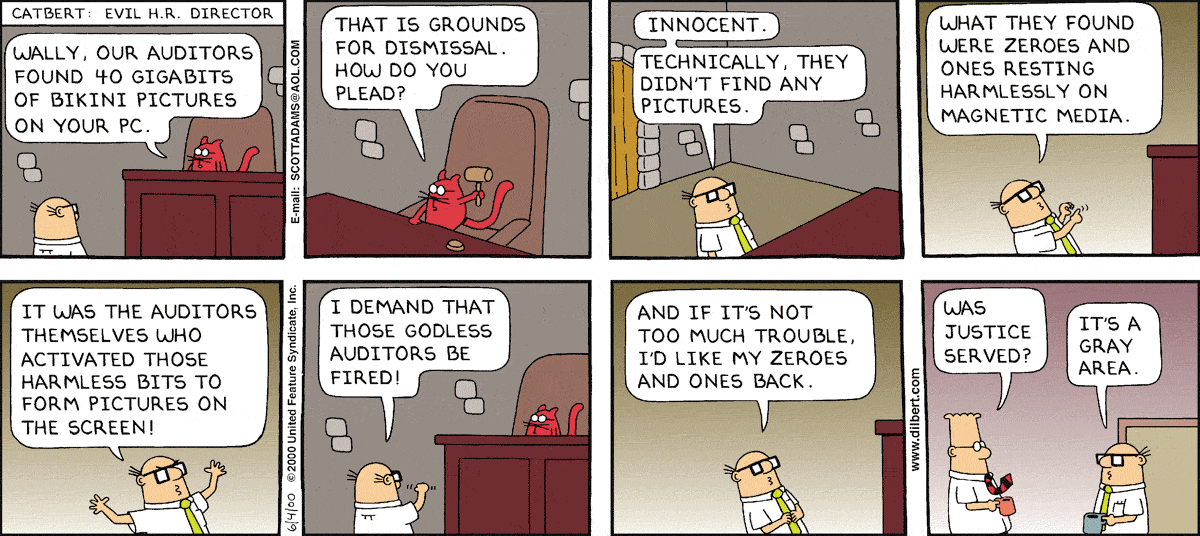 CATBERT: EVIL H.R. DIRECTOR
WALLY, OUR AUDITORS
FOUND 40 GIGABITS
OF BIKINI PICTURES
ON YOUR PC.
E-mail: SCOTTADAMS@AOL.COM
THAT IS GROUNDS
FOR DISMISSAL.
HOW DO YOU
PLEAD?
INNOCENT.
TECHNICALLY, THEY
DIDN'T FIND ANY
PICTURES.
WHAT THEY FOUND
WERE ZEROES AND
ONES RESTING
HARMLESSLY ON
MAGNETIC MEDIA.
IT WAS THE AUDITORS
THEMSELVES WHO
ACTIVATED THOSE
HARMLESS BITS TO
FORM PICTURES ON
THE SCREEN!
6/4/00 ©2000 United Feature Syndicate, Inc.
I DEMAND THAT
THOSE GODLESS
AUDITORS BE
FIRED!
AND IF IT'S NOT
TOO MUCH TROUBLE,
I'D LIKE MY ZEROES
AND ONES BACK.
www.dilbert.com
WAS
JUSTICE
SERVED?
IT'S A
GRAY
AREA.